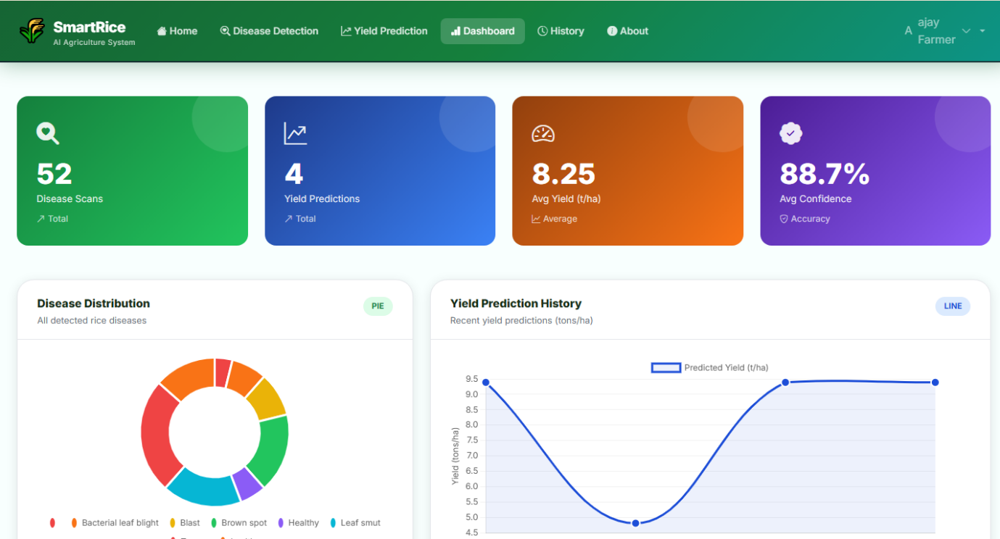 SmartRice
AI Agriculture System
Home
Disease Detection
Yield Prediction
Dashboard
History
About
A
ajay
Farmer
52
Disease Scans
Total
4
Yield Predictions
Total
8.25
Avg Yield (t/ha)
Average
88.7%
Avg Confidence
Accuracy
Disease Distribution
PIE
All detected rice diseases
Bacterial leaf blight
Blast
Brown spot
Healthy
Leaf smut
Yield Prediction History
LINE
Recent yield predictions (tons/ha)
Predicted Yield (t/ha)
Yield (tons/ha)
9.5
9.0
8.5
8.0
7.5
7.0
6.5
6.0
5.5
5.0
4.5